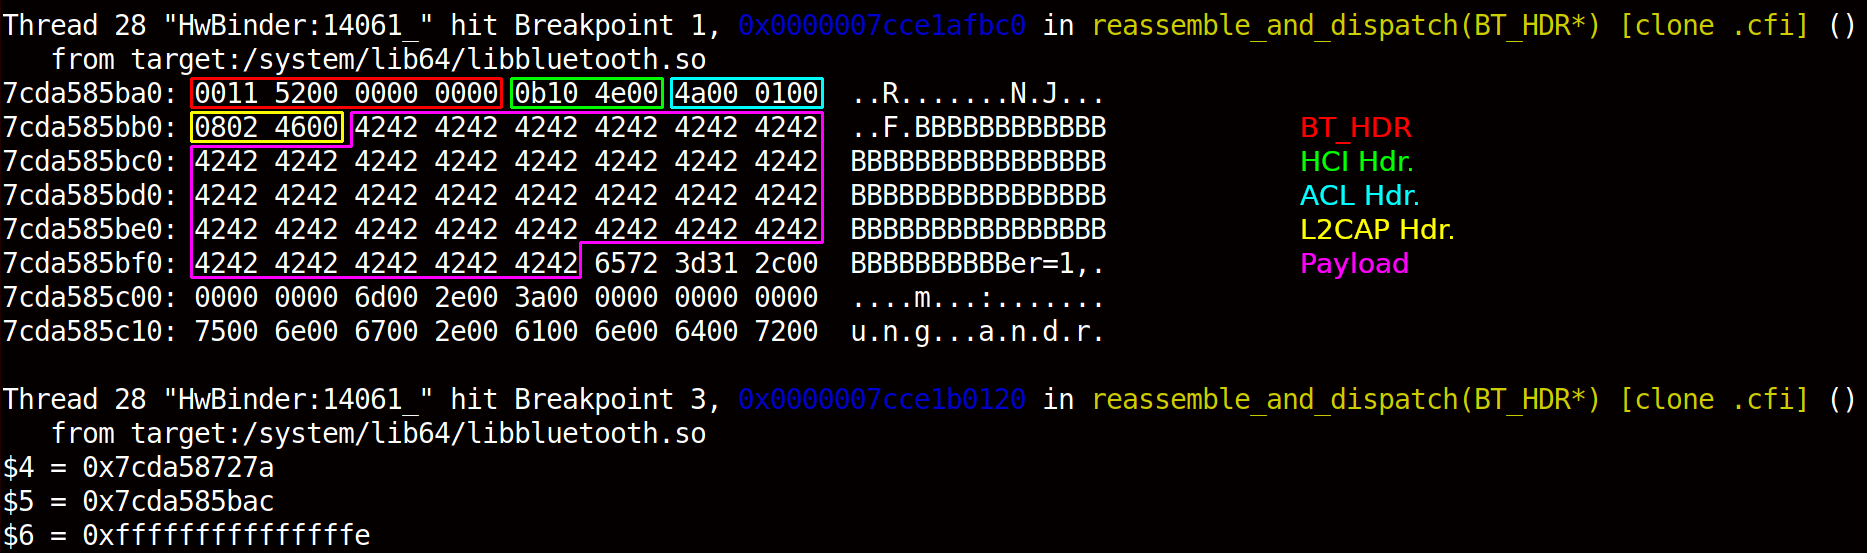 Thread 28 "HwBinder:14061_" hit Breakpoint 1, 0x0000007cce1afbc0 in reassemble_and_dispatch(BT_HDR*) [clone .cfi] ()
   from target:/system/lib64/libbluetooth.so
7cda585ba0: 0011 5200 0000 0000 0b10 4e00 4a00 0100  ..R.......N.J...
7cda585bb0: 0802 4600 4242 4242 4242 4242 4242 4242  ..F.BBBBBBBBBBBB BT_HDR
7cda585bc0: 4242 4242 4242 4242 4242 4242 4242 4242  BBBBBBBBBBBBBBBB HCI Hdr.
7cda585bd0: 4242 4242 4242 4242 4242 4242 4242 4242  BBBBBBBBBBBBBBBB ACL Hdr.
7cda585be0: 4242 4242 4242 4242 4242 4242 4242 4242  BBBBBBBBBBBBBBBB L2CAP Hdr.
7cda585bf0: 4242 4242 4242 4242 4242 6572 3d31 2c00  BBBBBBBBBBer=1,. Payload
7cda585c00: 0000 0000 6d00 2e00 3a00 0000 0000 0000  ....m...:.......
7cda585c10: 7500 6e00 6700 2e00 6100 6e00 6400 7200  u.n.g...a.n.d.r.
Thread 28 "HwBinder:14061_" hit Breakpoint 3, 0x0000007cce1b0120 in reassemble_and_dispatch(BT_HDR*) [clone .cfi] ()
   from target:/system/lib64/libbluetooth.so
$4 = 0x7cda58727a
$5 = 0x7cda585bac
$6 = 0xfffffffffffffffe